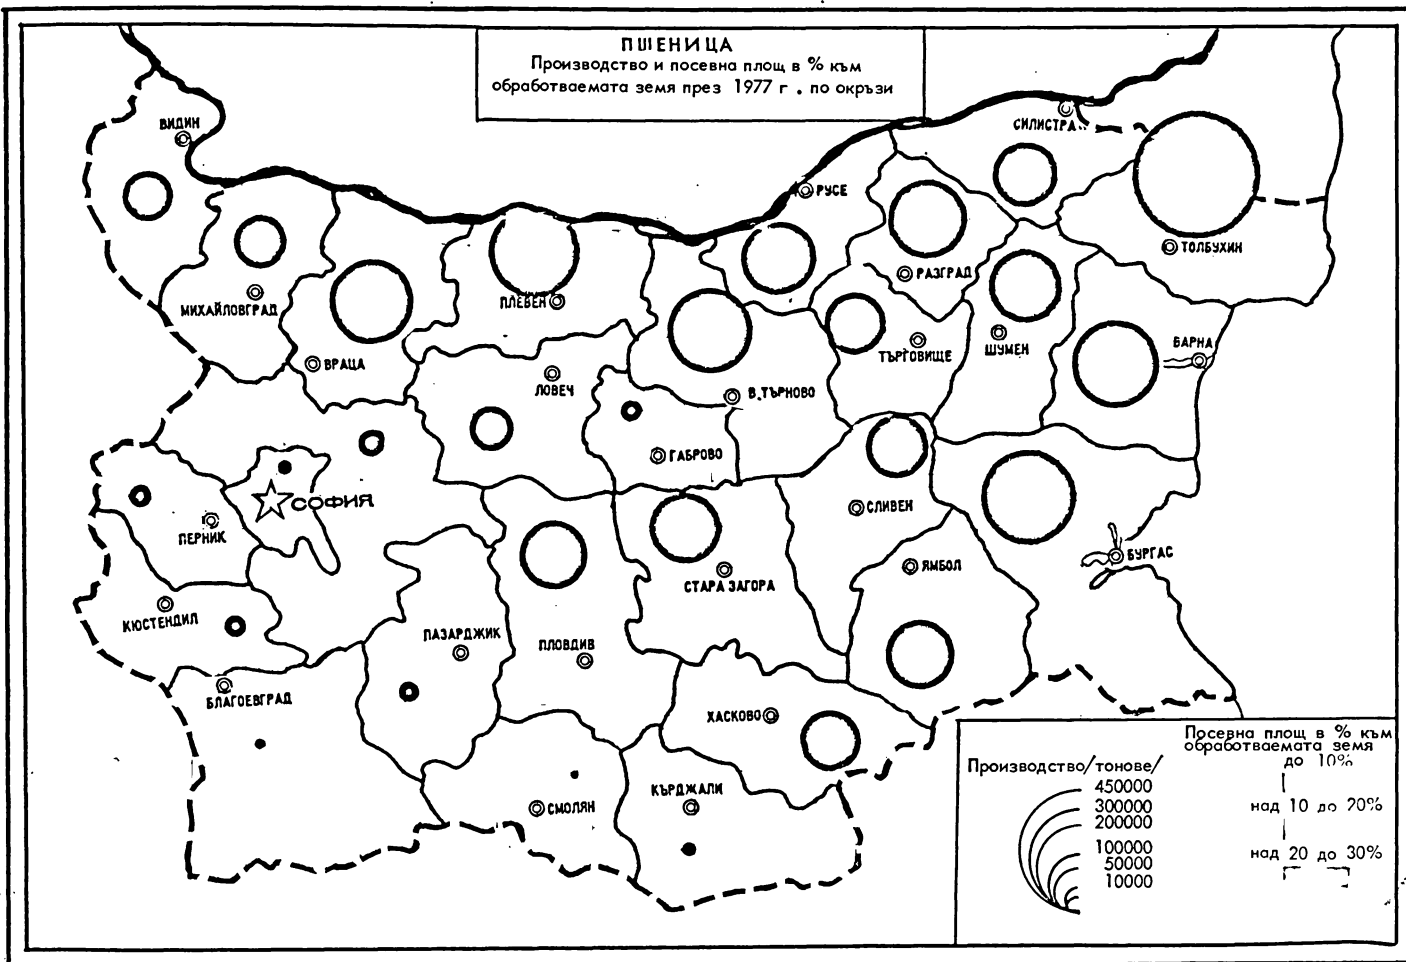 ПШЕНИЦА
Производство и посевна площ в % към
обработваемата земя през 1977 г. по окръзи
ВИДИН
СИЛИСТРА
РУСЕ
ТОЛБУХИН
РАЗГРАД
МИХАЙЛОВГРАД
ПЛЕВЕН
ВРАЦА
ТЪРГОВИЩЕ
ШУМЕН
ВАРНА
ЛОВЕЧ
В.ТЪРНОВО
ГАБРОВО
СОФИЯ
СЛИВЕН
ПЕРНИК
БУРГАС
ЯМБОЛ
СТАРА ЗАГОРА
КЮСТЕНДИЛ
ПАЗАРДЖИК
ПЛОВДИВ
БЛАГОЕВГРАД
ХАСКОВО
КЪРДЖАЛИ
СМОЛЯН
Производство/тонове/
450000
300000
200000
100000
50000
10000
Посевна площ в % към
обработваемата земя
до 10%
над 10 до 20%
над 20 до 30%